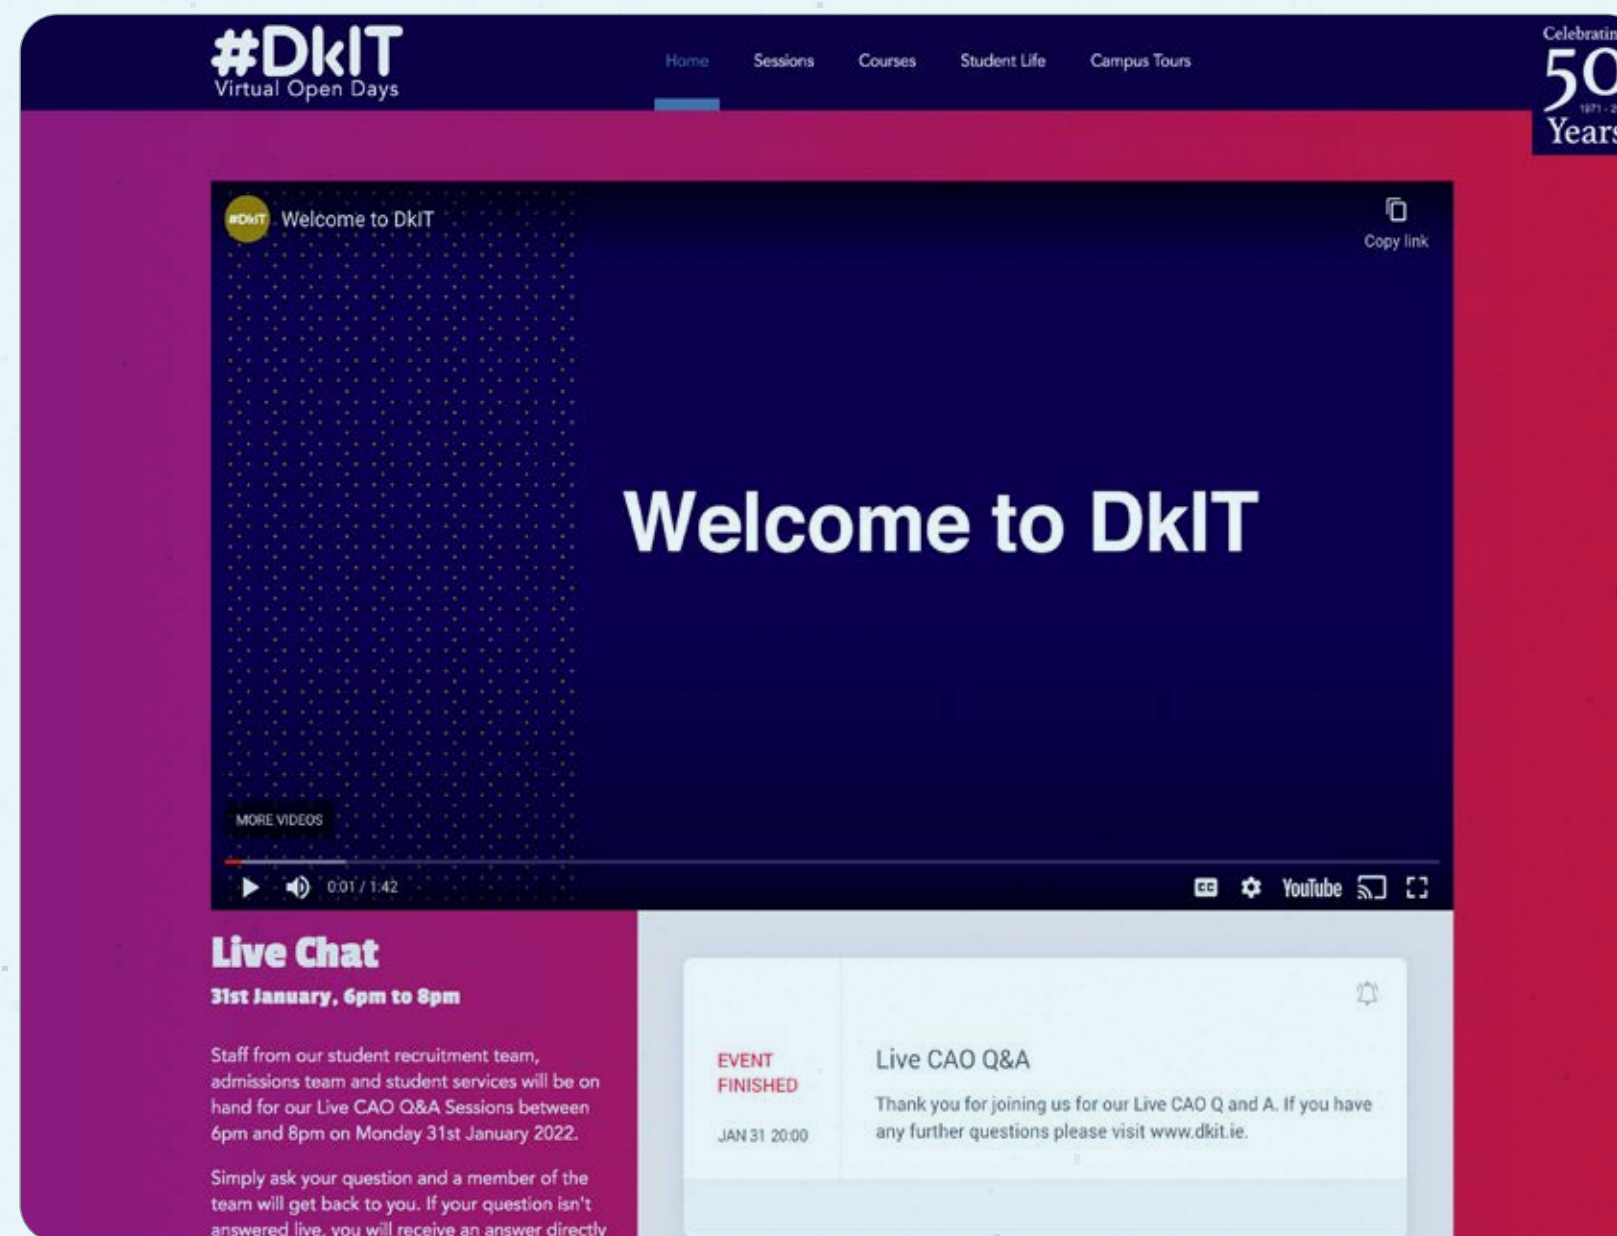 #DkIT
Virtual Open Days
Home
Sessions
Courses
Student Life
Campus Tours
50
#DkIT
Welcome to DkIT
Copy link
Welcome to DkIT
MORE VIDEOS
0:01 / 1:42
CC
YouTube
Live Chat
31st January, 6pm to 8pm
Staff from our student recruitment team,
admissions team and student services will be on
hand for our Live CAO Q&A Sessions between
6pm and 8pm on Monday 31st January 2022.
Simply ask your question and a member of the
team will get back to you. If your question isn't
answered live, you will receive an answer directly
EVENT
FINISHED
JAN 31 20:00
Live CAO Q&A
Thank you for joining us for our Live CAO Q and A. If you have
any further questions please visit www.dkit.ie.